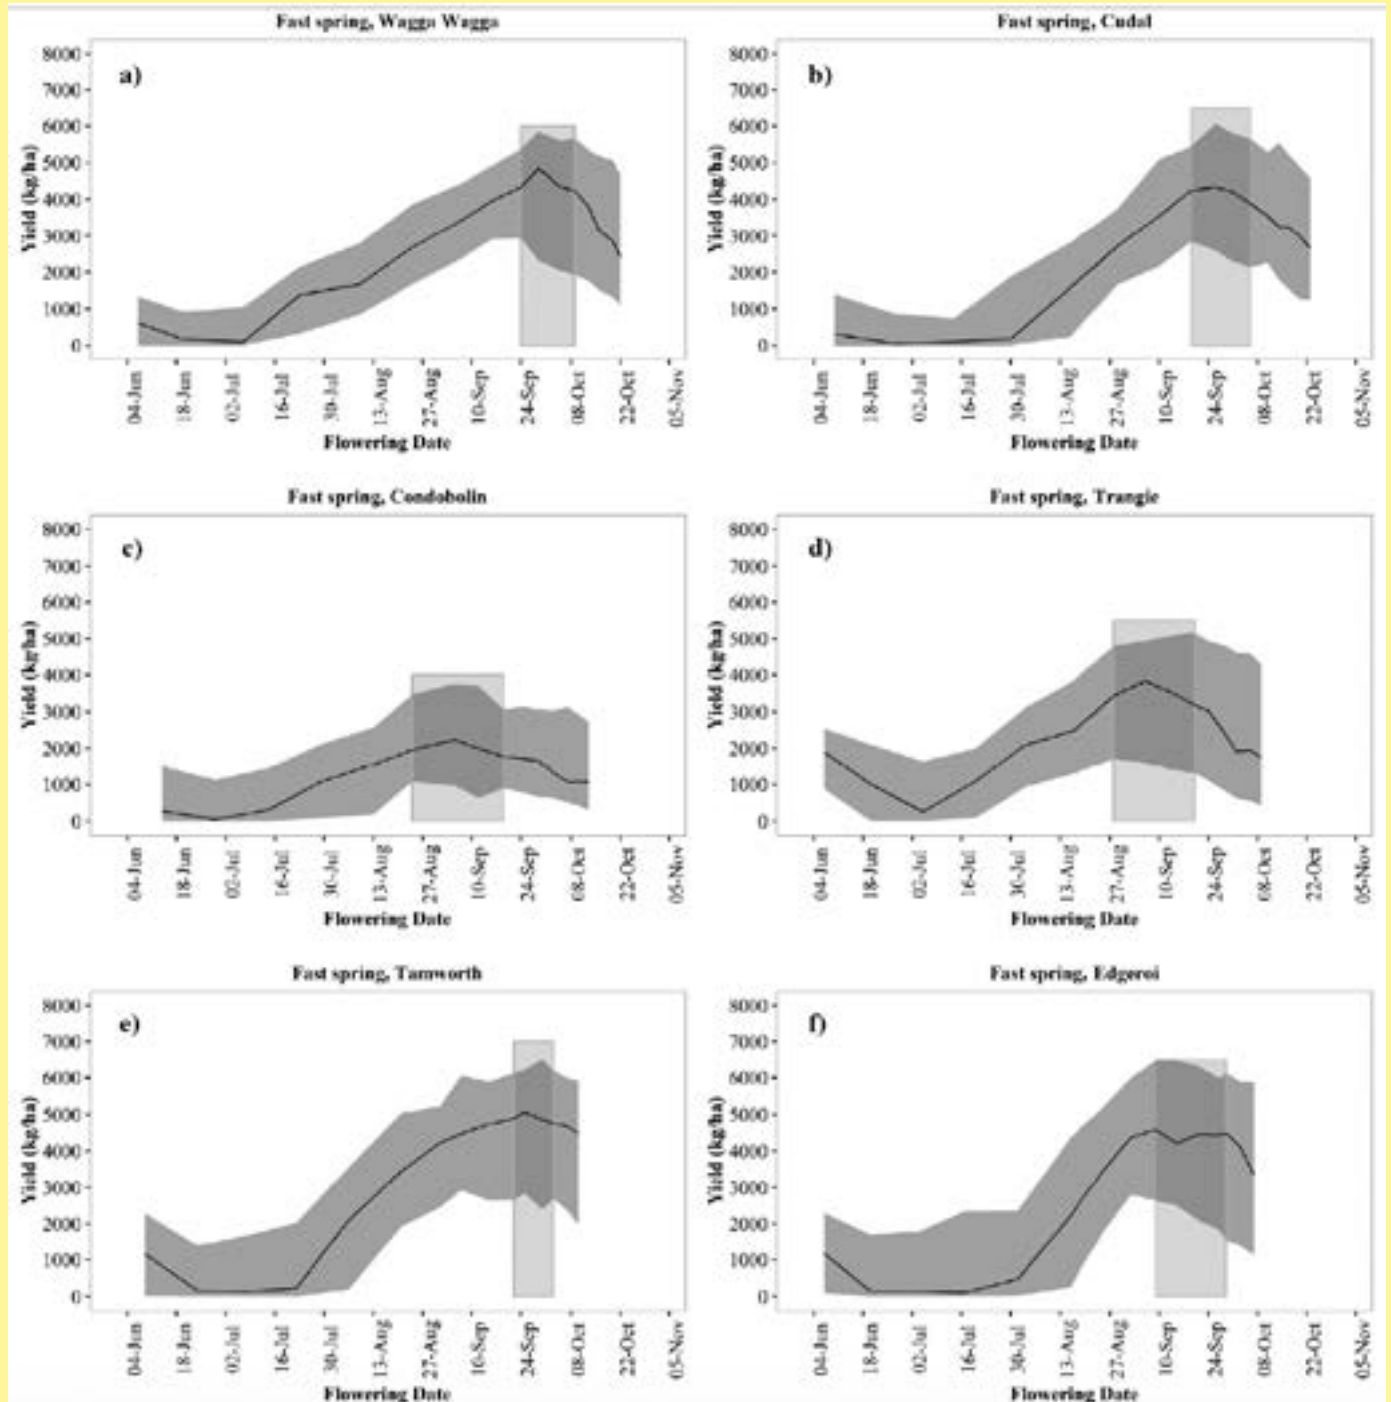 Fast spring, Wagga Wagga
a)
Yield (kg/ha)
8000
7000
6000
5000
4000
3000
2000
1000
0
04-Jun
18-Jun
02-Jul
16-Jul
30-Jul
13-Aug
27-Aug
10-Sep
24-Sep
08-Oct
22-Oct
05-Nov
Flowering Date
Fast spring, Cudal
b)
Yield (kg/ha)
8000
7000
6000
5000
4000
3000
2000
1000
0
04-Jun
18-Jun
02-Jul
16-Jul
30-Jul
13-Aug
27-Aug
10-Sep
24-Sep
08-Oct
22-Oct
05-Nov
Flowering Date
Fast spring, Condobolin
c)
Yield (kg/ha)
8000
7000
6000
5000
4000
3000
2000
1000
0
04-Jun
18-Jun
02-Jul
16-Jul
30-Jul
13-Aug
27-Aug
10-Sep
24-Sep
08-Oct
22-Oct
05-Nov
Flowering Date
Fast spring, Trangie
d)
Yield (kg/ha)
8000
7000
6000
5000
4000
3000
2000
1000
0
04-Jun
18-Jun
02-Jul
16-Jul
30-Jul
13-Aug
27-Aug
10-Sep
24-Sep
08-Oct
22-Oct
05-Nov
Flowering Date
Fast spring, Tamworth
e)
Yield (kg/ha)
8000
7000
6000
5000
4000
3000
2000
1000
0
04-Jun
18-Jun
02-Jul
16-Jul
30-Jul
13-Aug
27-Aug
10-Sep
24-Sep
08-Oct
22-Oct
05-Nov
Flowering Date
Fast spring, Edgeroi
f)
Yield (kg/ha)
8000
7000
6000
5000
4000
3000
2000
1000
0
04-Jun
18-Jun
02-Jul
16-Jul
30-Jul
13-Aug
27-Aug
10-Sep
24-Sep
08-Oct
22-Oct
05-Nov
Flowering Date